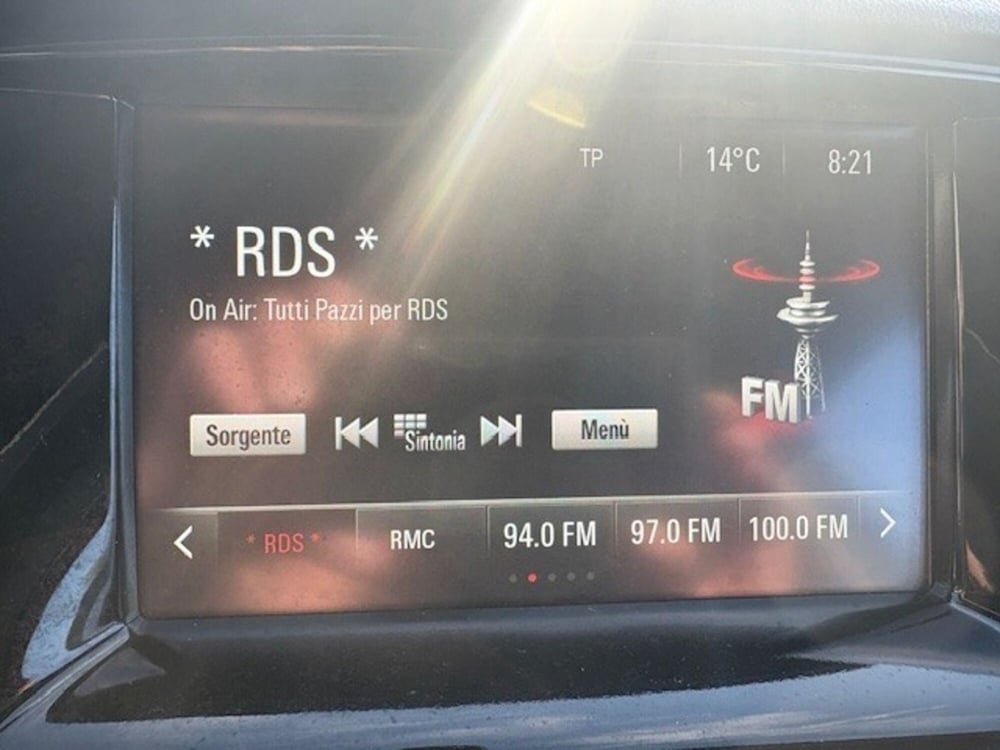 TP 14°C 8:21
* RDS *
On Air: Tutti Pazzi per RDS
FM
Sorgente Sintonia Menù
* RDS * RMC 94.0 FM 97.0 FM 100.0 FM